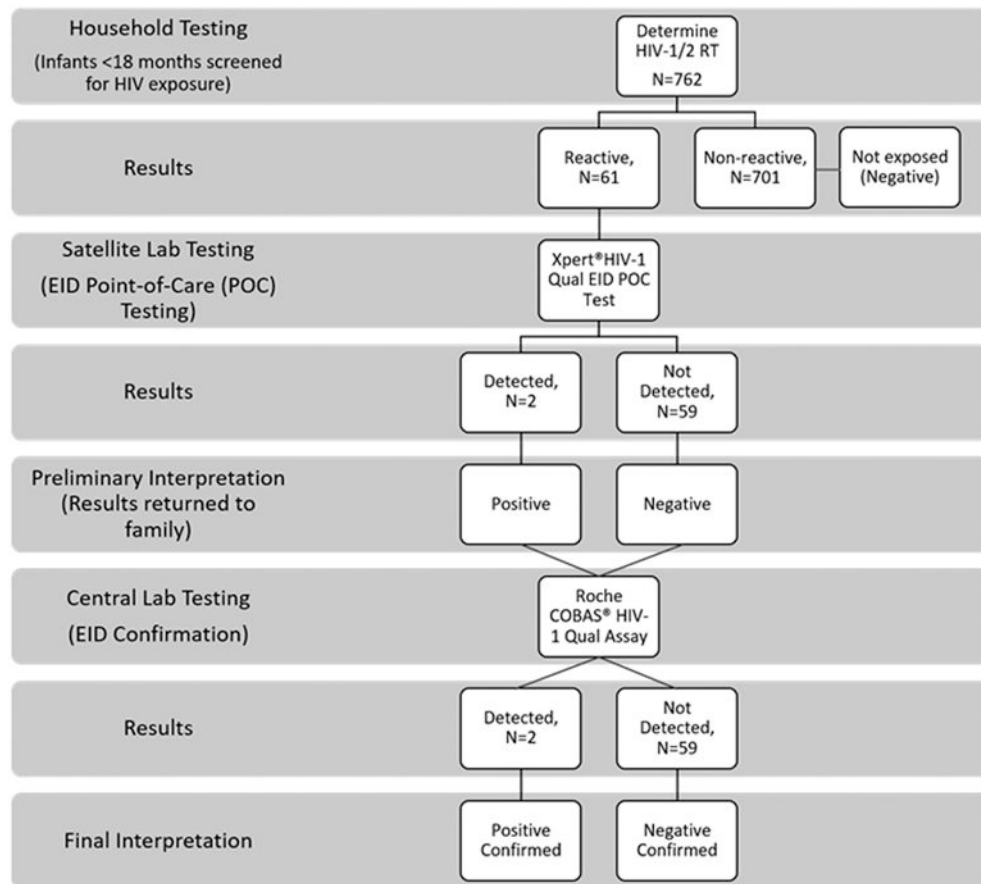 Household Testing
(Infants <18 months screened
for HIV exposure)
Determine
HIV-1/2 RT
N=762
Results
Reactive,
N=61
Non-reactive,
N=701
Not exposed
(Negative)
Satellite Lab Testing
(EID Point-of-Care (POC)
Testing)
Xpert®HIV-1
Qual EID POC
Test
Results
Detected,
N=2
Not
Detected,
N=59
Preliminary Interpretation
(Results returned to
family)
Positive
Negative
Central Lab Testing
(EID Confirmation)
Roche
COBAS® HIV-
1 Qual Assay
Results
Detected,
N=2
Not
Detected,
N=59
Final Interpretation
Positive
Confirmed
Negative
Confirmed